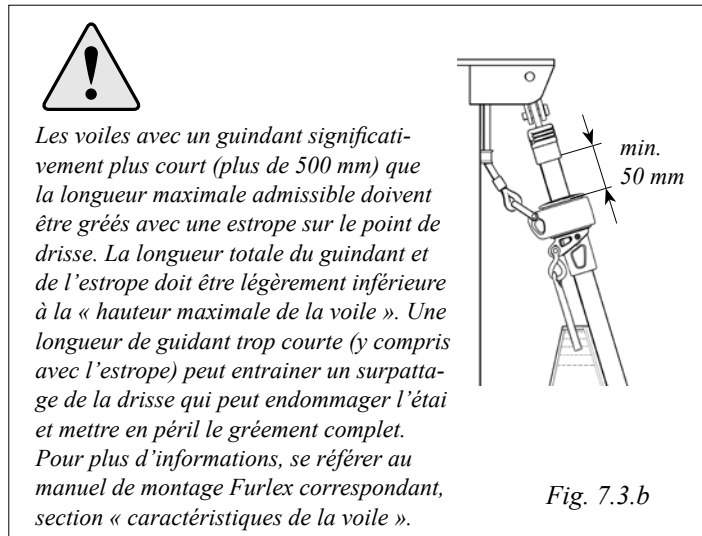 Les voiles avec un guindant significati-
vement plus court (plus de 500 mm) que
la longueur maximale admissible doivent
être gréés avec une estrope sur le point de
drisse. La longueur totale du guindant et
de l'estrope doit être légèrement inférieure
à la « hauteur maximale de la voile ». Une
longueur de guidant trop courte (y compris
avec l'estrope) peut entrainer un surpatta-
ge de la drisse qui peut endommager l'étai
et mettre en péril le gréement complet.
Pour plus d'informations, se référer au
manuel de montage Furlex correspondant,
section « caractéristiques de la voile ».
min.
50 mm
Fig. 7.3.b